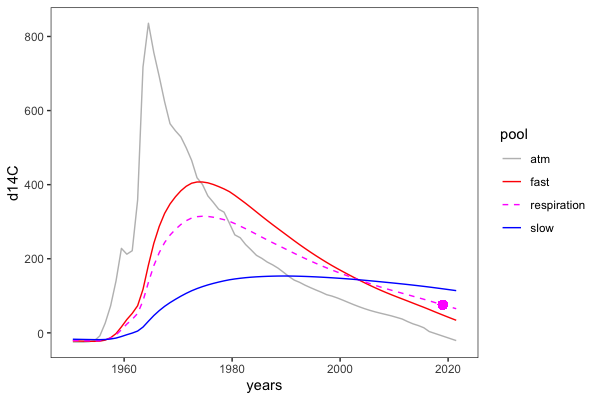 800
600
400
200
0
d14C
1960
1980
2000
2020
years
pool
atm
fast
respiration
slow